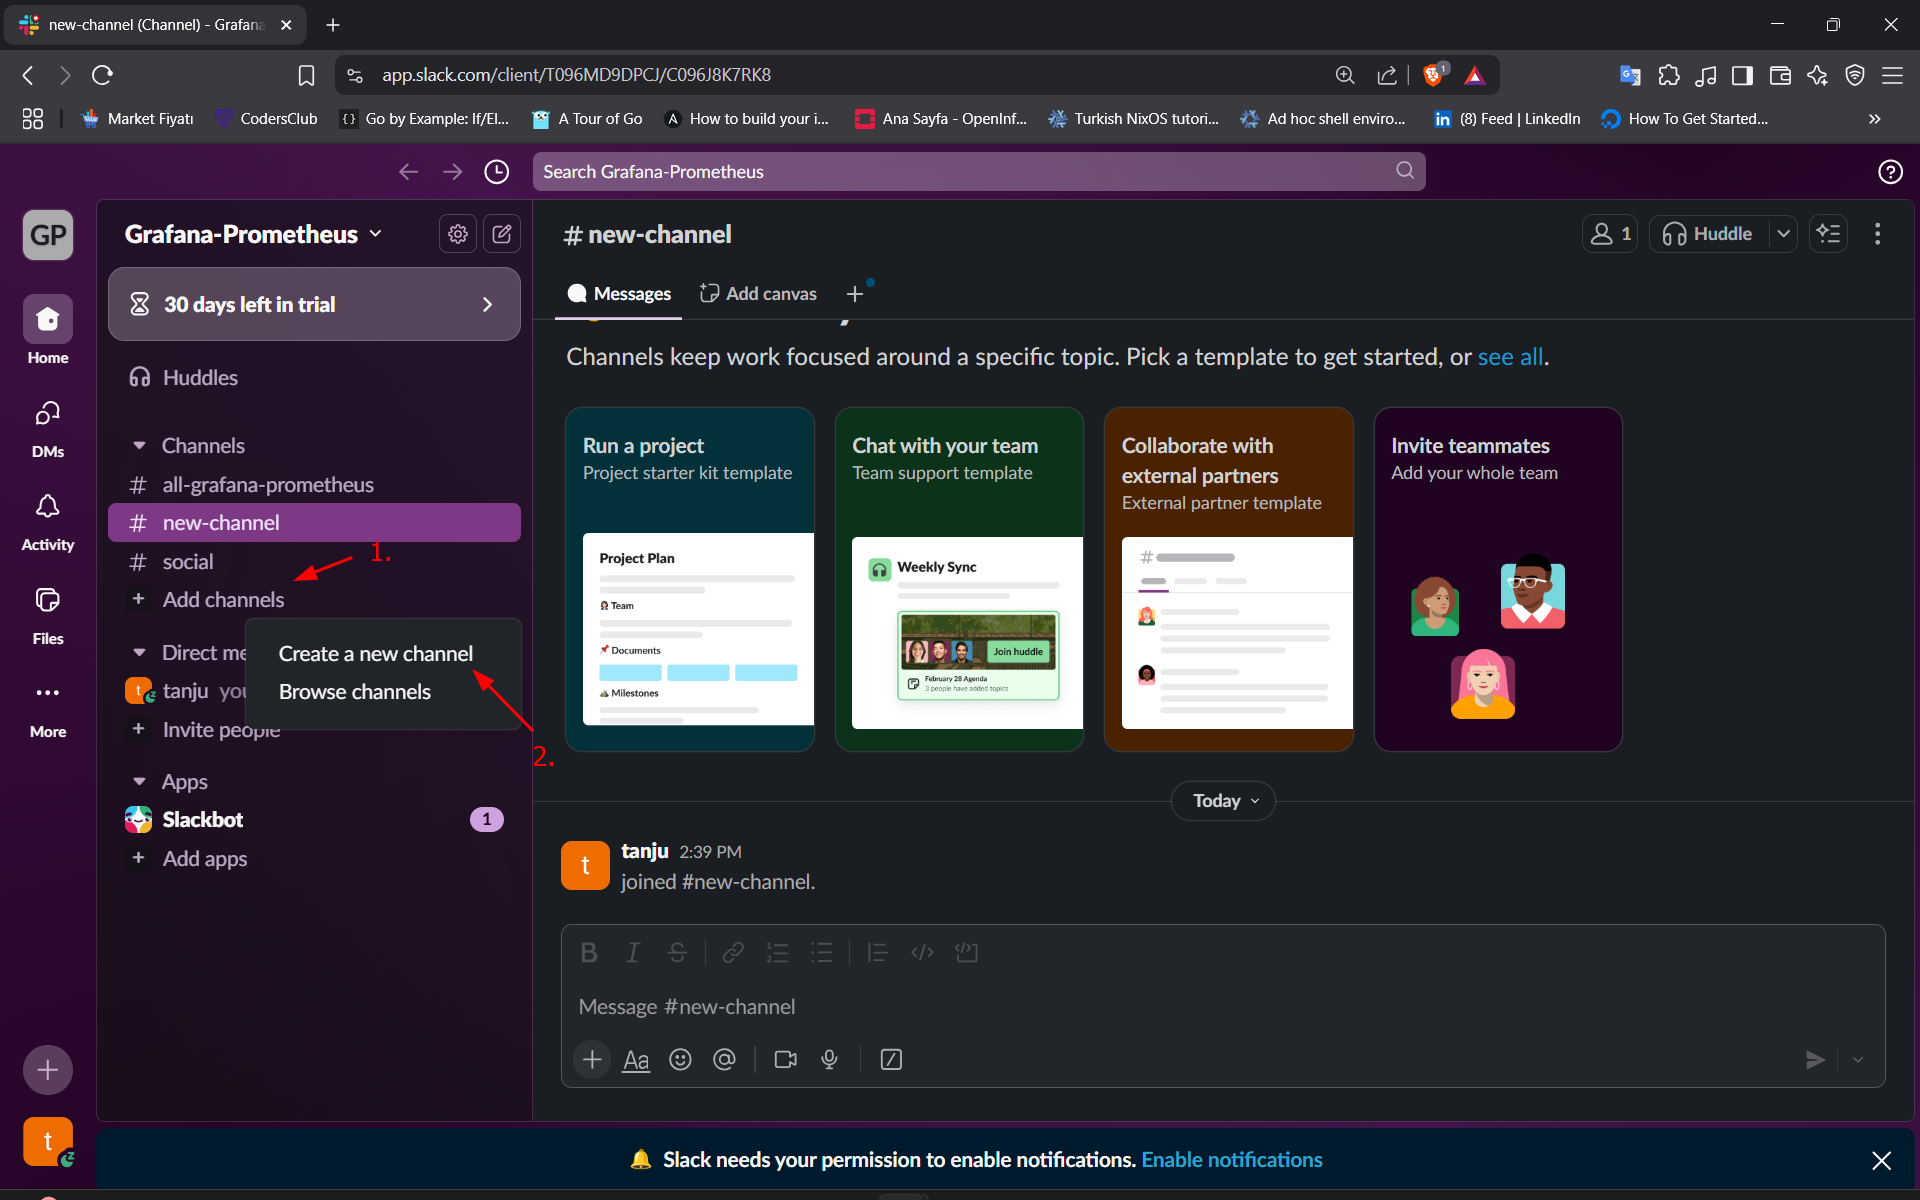 new-channel (Channel) - Grafana
app.slack.com/client/T096MD9DPCJ/C096J8K7RK8
1
Market Fiyatı
CodersClub
Go by Example: If/El...
A Tour of Go
How to build your i...
Ana Sayfa - OpenInf...
Turkish NixOS tutori...
Ad hoc shell enviro...
(8) Feed | LinkedIn
How To Get Started...
Search Grafana-Prometheus
GP
Home
DMs
Activity
Files
More
t
Grafana-Prometheus
30 days left in trial
Huddles
Channels
# all-grafana-prometheus
# new-channel
# social
1.
+ Add channels
Direct me
Create a new channel
tanju you
Browse channels
+ Invite people
2.
Apps
Slackbot
1
+ Add apps
# new-channel
1
Huddle
Messages
Add canvas
Channels keep work focused around a specific topic. Pick a template to get started, or see all.
Run a project
Project starter kit template
Project Plan
Team
Documents
Milestones
Chat with your team
Team support template
Weekly Sync
Join huddle
February 28 Agenda
3 people have added topics
Collaborate with
external partners
External partner template
#
Invite teammates
Add your whole team
Today
t
tanju 2:39 PM
joined #new-channel.
B I S
Message #new-channel
Aa
Slack needs your permission to enable notifications. Enable notifications